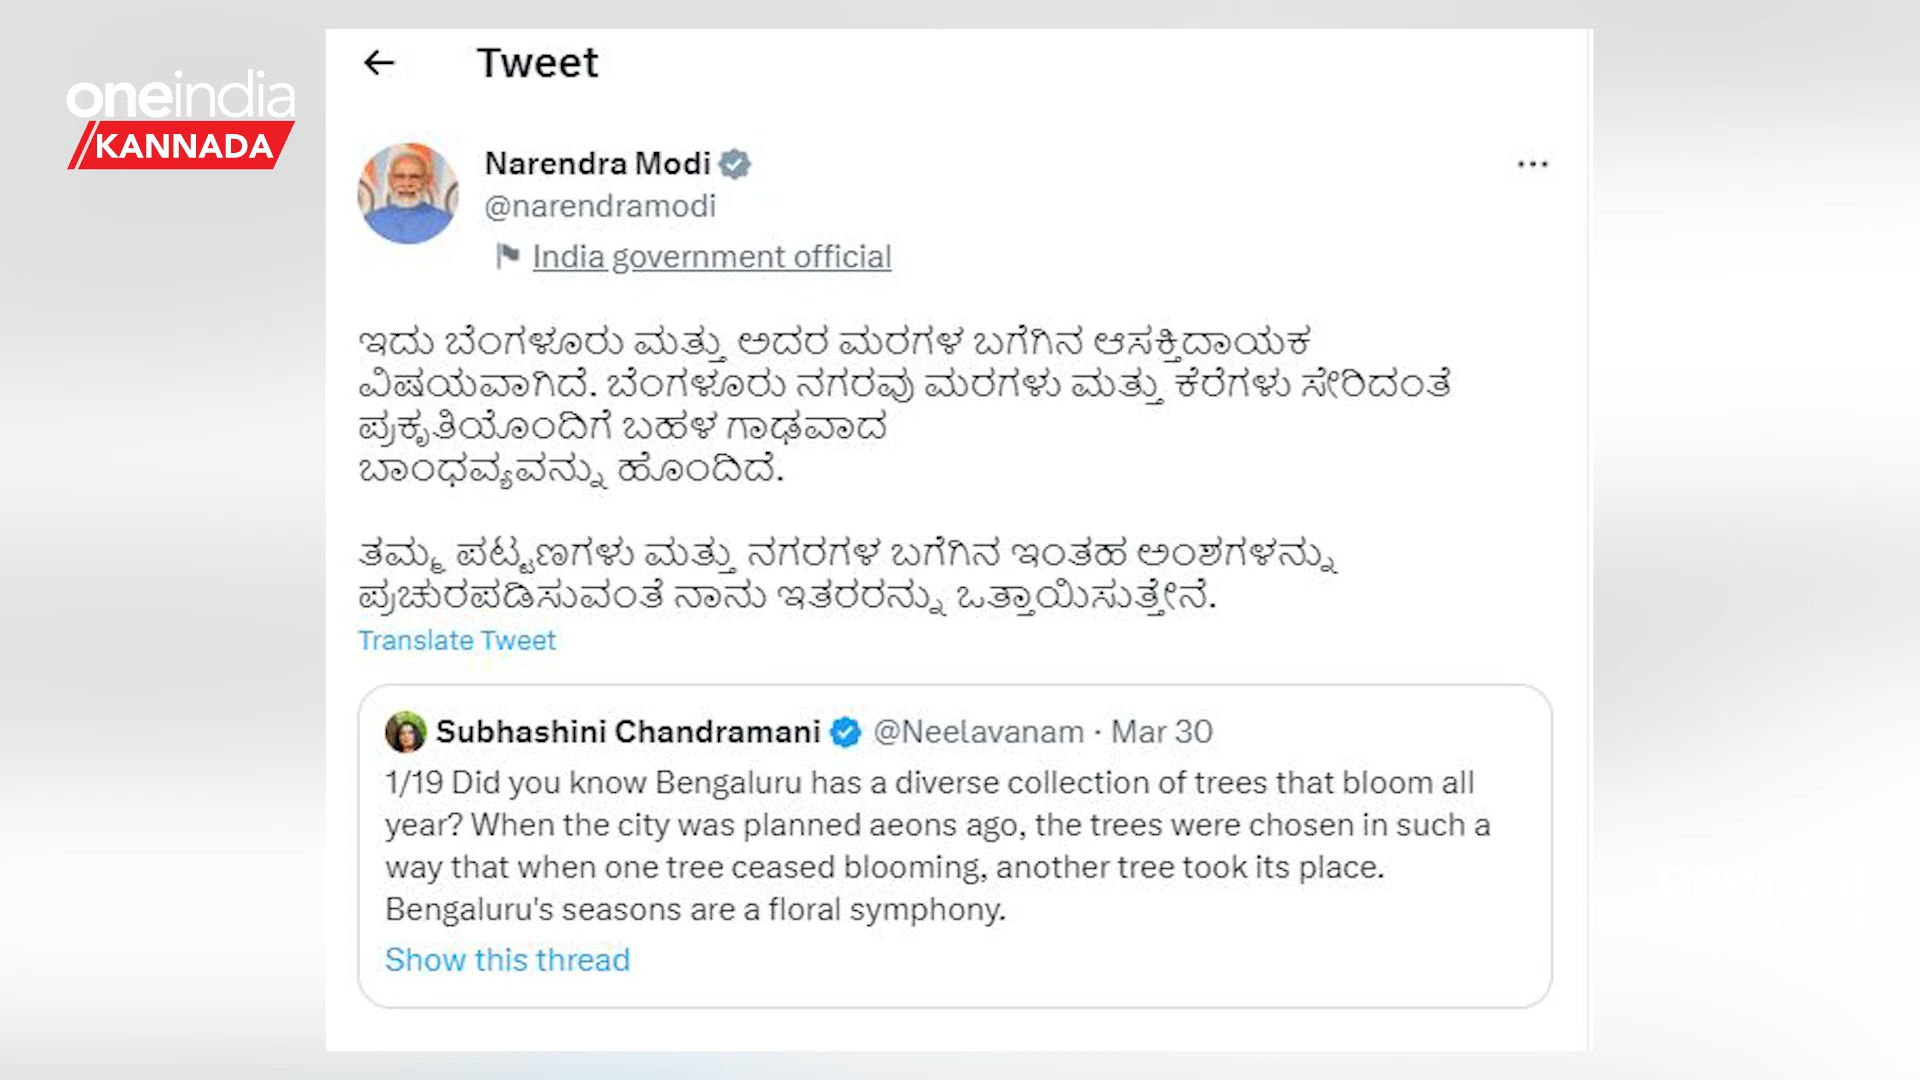 oneindia
KANNADA
← Tweet
Narendra Modi
@narendramodi
India government official
ಇದು ಬೆಂಗಳೂರು ಮತ್ತು ಅದರ ಮರಗಳ ಬಗೆಗಿನ ಆಸಕ್ತಿದಾಯಕ
ವಿಷಯವಾಗಿದೆ. ಬೆಂಗಳೂರು ನಗರವು ಮರಗಳು ಮತ್ತು ಕೆರೆಗಳು ಸೇರಿದಂತೆ
ಪ್ರಕೃತಿಯೊಂದಿಗೆ ಬಹಳ ಗಾಢವಾದ
ಬಾಂಧವ್ಯವನ್ನು ಹೊಂದಿದೆ.
ತಮ್ಮ ಪಟ್ಟಣಗಳು ಮತ್ತು ನಗರಗಳ ಬಗೆಗಿನ ಇಂತಹ ಅಂಶಗಳನ್ನು
ಪ್ರಚುರಪಡಿಸುವಂತೆ ನಾನು ಇತರರನ್ನು ಒತ್ತಾಯಿಸುತ್ತೇನೆ.
Translate Tweet
Subhashini Chandramani @Neelavanam · Mar 30
1/19 Did you know Bengaluru has a diverse collection of trees that bloom all
year? When the city was planned aeons ago, the trees were chosen in such a
way that when one tree ceased blooming, another tree took its place.
Bengaluru's seasons are a floral symphony.
Show this thread
oneindia